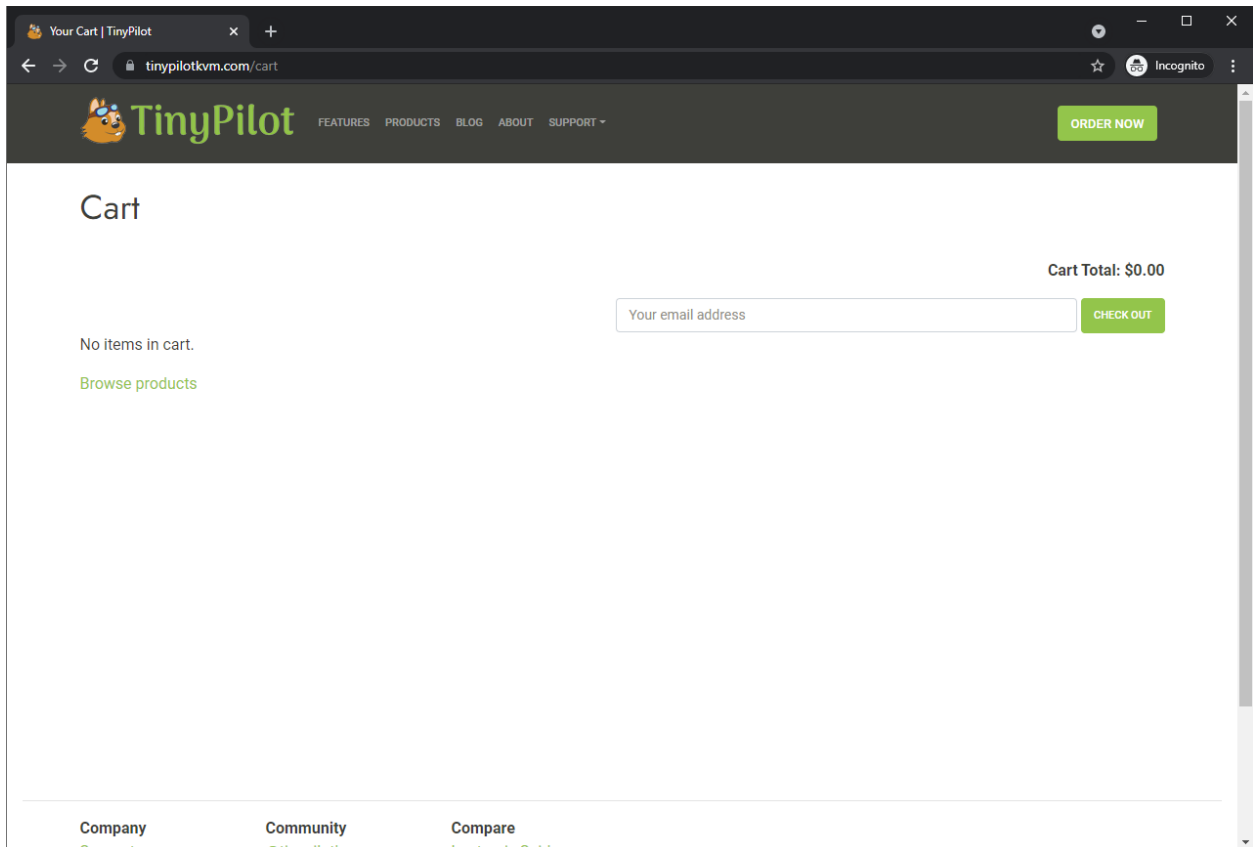 Your Cart | TinyPilot
tinypilotkvm.com/cart
Incognito
TinyPilot FEATURES PRODUCTS BLOG ABOUT SUPPORT ORDER NOW
Cart
Cart Total: $0.00
Your email address CHECK OUT
No items in cart.
Browse products
Company Community Compare